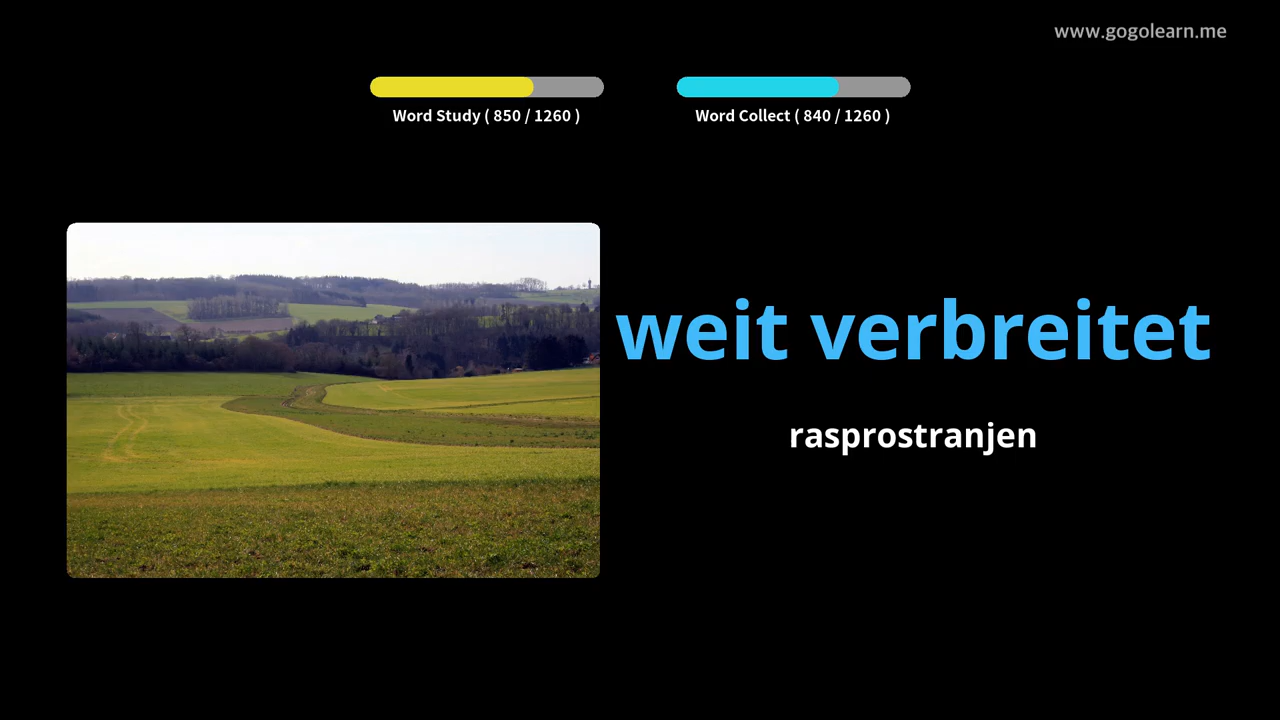 www.gogolearn.me
Word Study ( 850 / 1260 )
Word Collect ( 840 / 1260 )
weit verbreitet
rasprostranjen